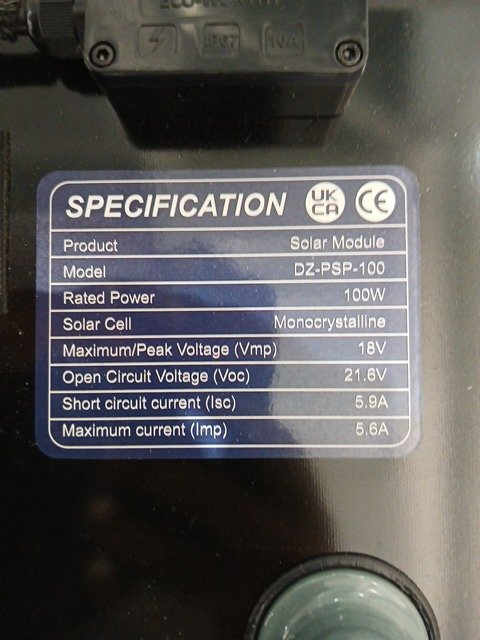 IP67 10A
SPECIFICATION UK CA CE
Product Solar Module
Model DZ-PSP-100
Rated Power 100W
Solar Cell Monocrystalline
Maximum/Peak Voltage (Vmp) 18V
Open Circuit Voltage (Voc) 21.6V
Short circuit current (Isc) 5.9A
Maximum current (Imp) 5.6A